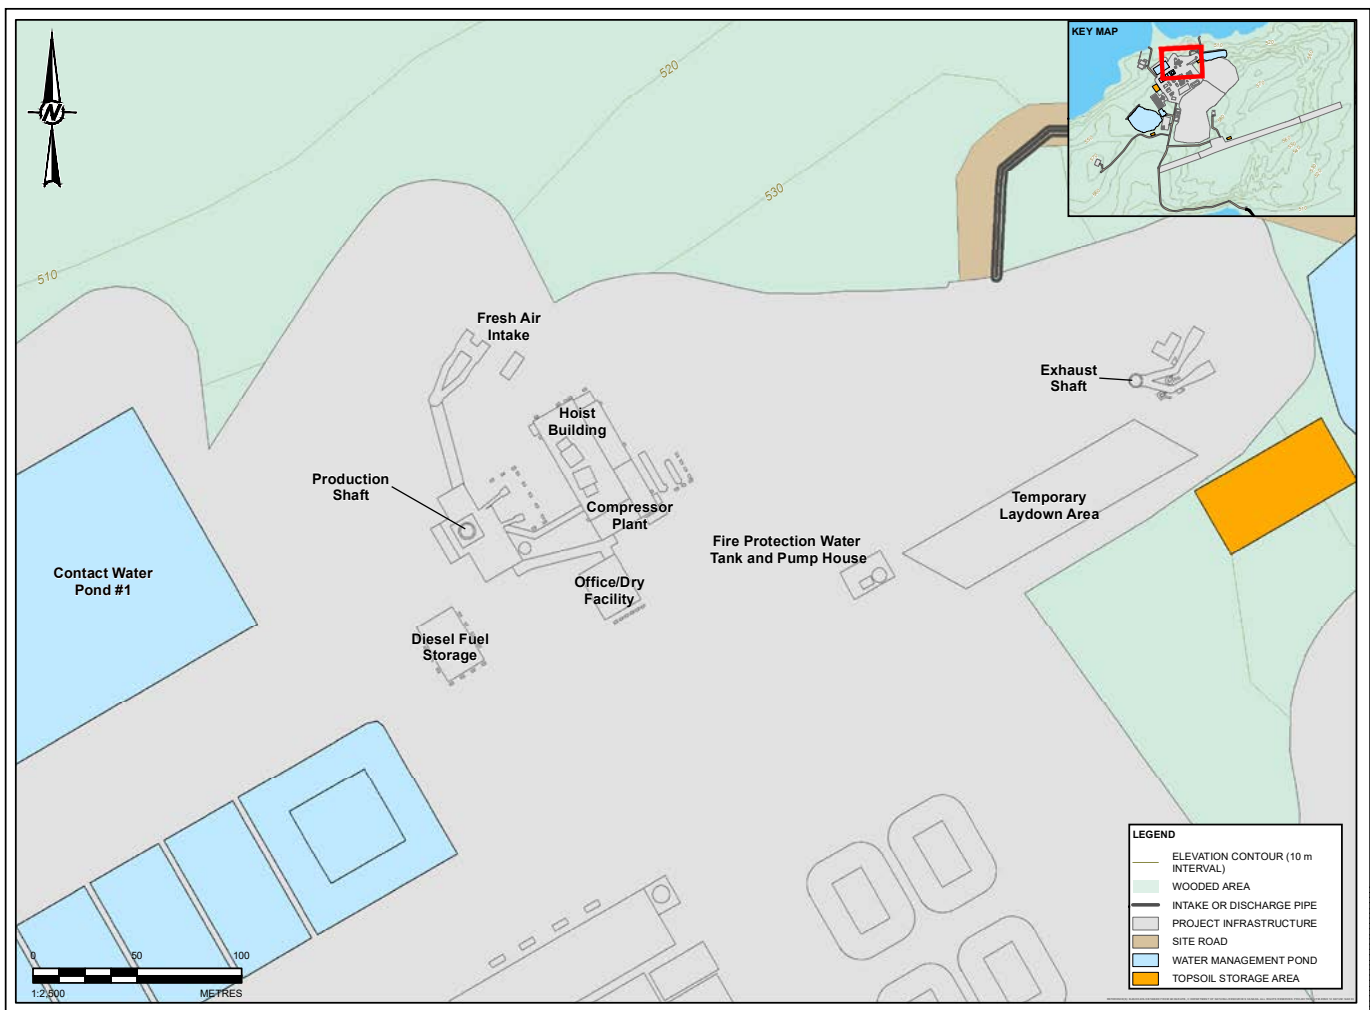 KEY MAP
N
520
530
510
Fresh Air
Intake
Exhaust
Shaft
Hoist
Building
Production
Shaft
Compressor
Plant
Temporary
Laydown Area
Fire Protection Water
Tank and Pump House
Contact Water
Pond #1
Office/Dry
Facility
Diesel Fuel
Storage
LEGEND
ELEVATION CONTOUR (10 m
INTERVAL)
WOODED AREA
INTAKE OR DISCHARGE PIPE
PROJECT INFRASTRUCTURE
SITE ROAD
WATER MANAGEMENT POND
TOPSOIL STORAGE AREA
0 50 100
1:2,500 METRES